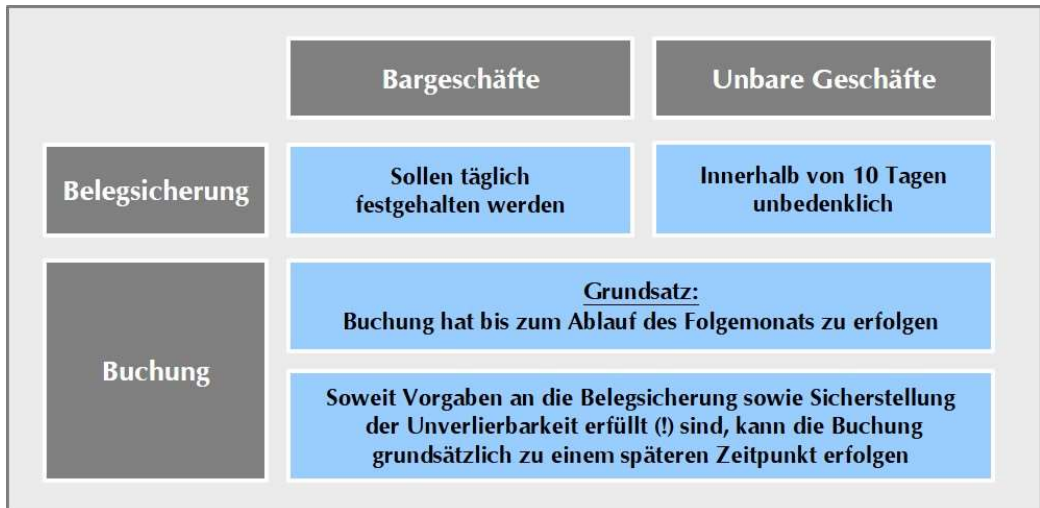 Bargeschäfte
Unbare Geschäfte
Belegsicherung
Sollen täglich
festgehalten werden
Innerhalb von 10 Tagen
unbedenklich
Buchung
Grundsatz:
Buchung hat bis zum Ablauf des Folgemonats zu erfolgen
Soweit Vorgaben an die Belegsicherung sowie Sicherstellung
der Unverlierbarkeit erfüllt (!) sind, kann die Buchung
grundsätzlich zu einem späteren Zeitpunkt erfolgen